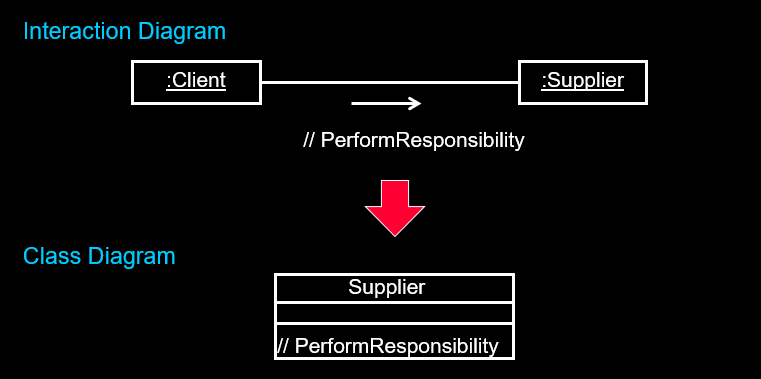 Interaction Diagram
:Client
:Supplier
// PerformResponsibility
Class Diagram
Supplier
// PerformResponsibility